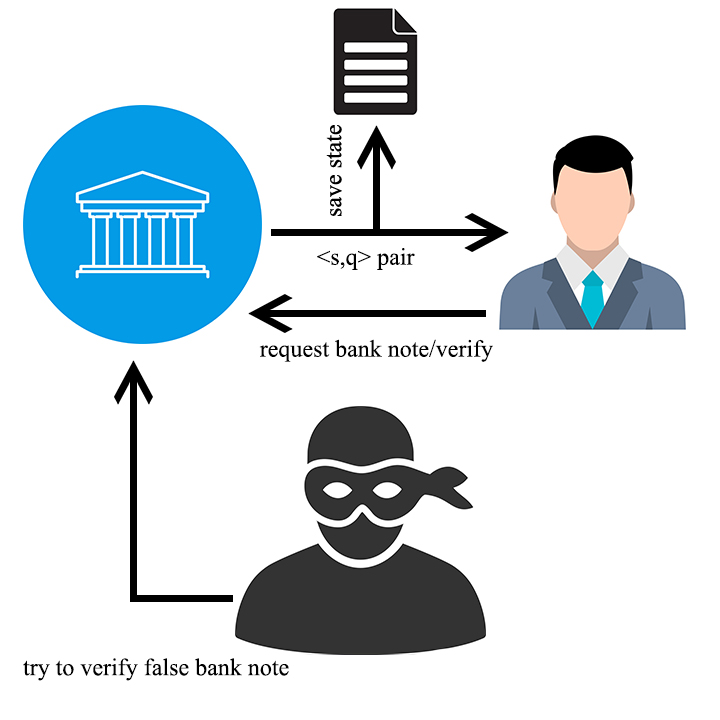 save state
<s,q> pair
request bank note/verify
try to verify false bank note